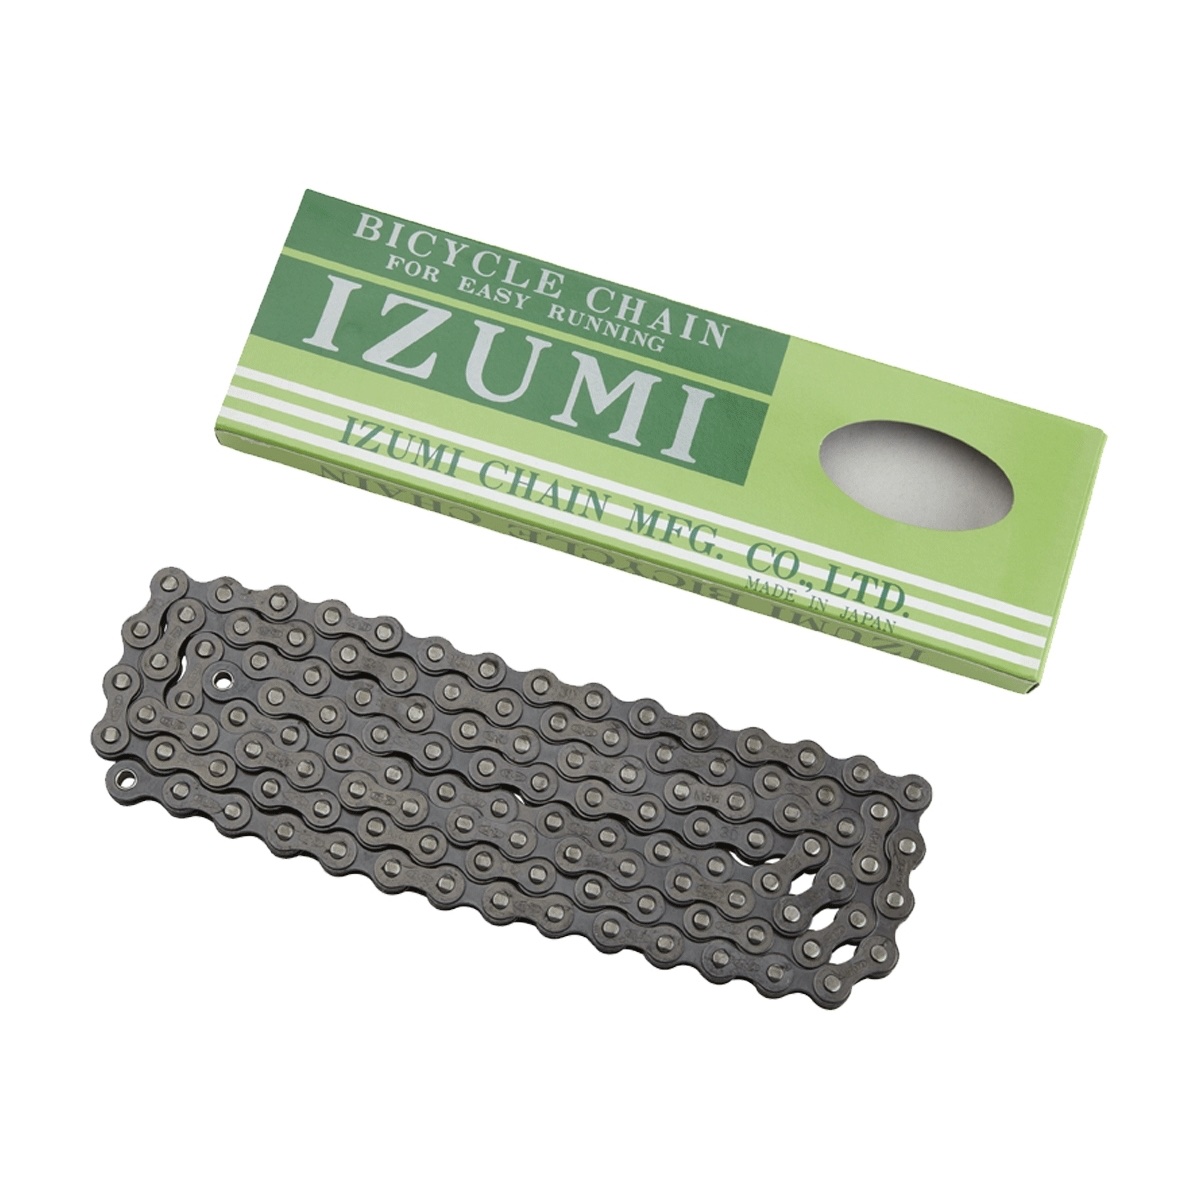 BICYCLE CHAIN
FOR EASY RUNNING
IZUMI
IZUMI CHAIN MFG. CO., LTD.
MADE IN JAPAN
IZUMI BICYCLE CHAIN